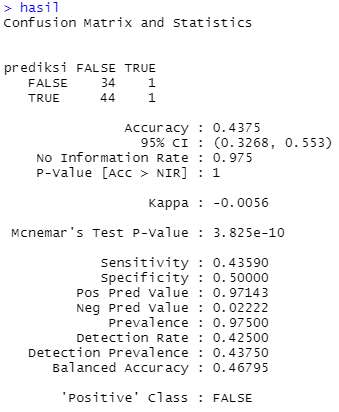 > hasil
Confusion Matrix and Statistics
prediksi FALSE TRUE
FALSE 34 1
TRUE 44 1
Accuracy : 0.4375
95% CI : (0.3268, 0.553)
No Information Rate : 0.975
P-Value [Acc > NIR] : 1
Kappa : -0.0056
Mcnemar's Test P-Value : 3.825e-10
Sensitivity : 0.43590
Specificity : 0.50000
Pos Pred Value : 0.97143
Neg Pred Value : 0.02222
Prevalence : 0.97500
Detection Rate : 0.42500
Detection Prevalence : 0.43750
Balanced Accuracy : 0.46795
'Positive' Class : FALSE